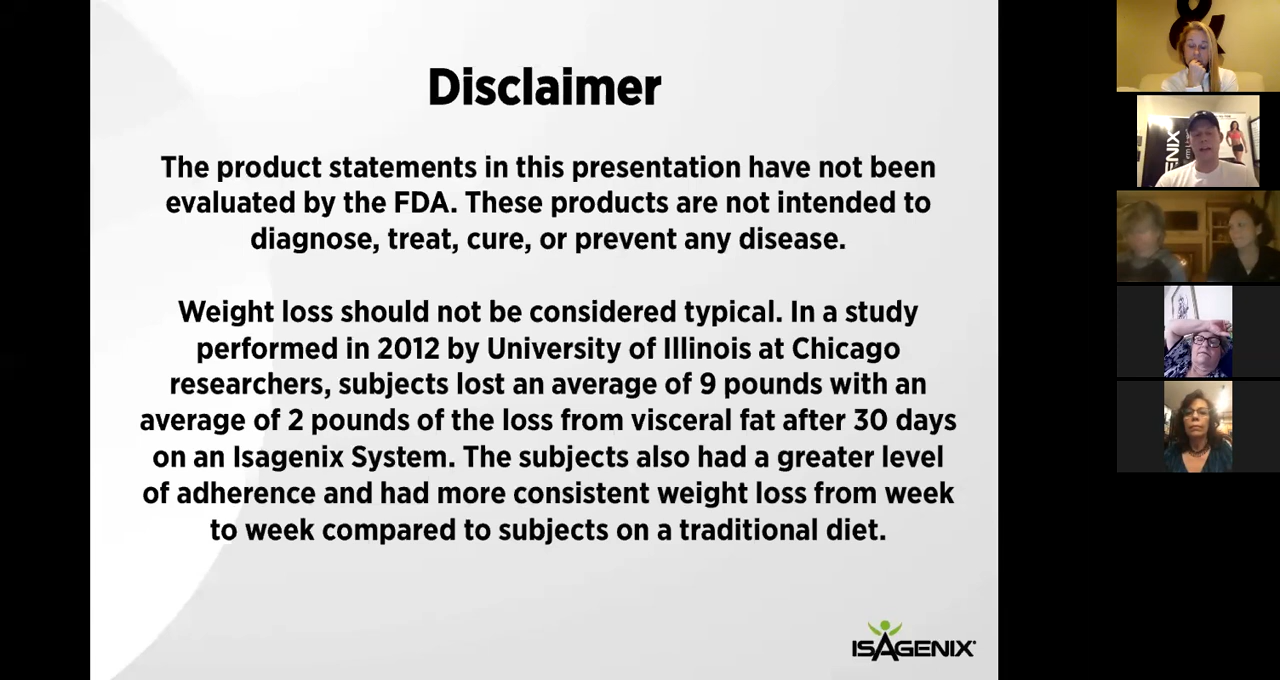 Disclaimer
The product statements in this presentation have not been
evaluated by the FDA. These products are not intended to
diagnose, treat, cure, or prevent any disease.
Weight loss should not be considered typical. In a study
performed in 2012 by University of Illinois at Chicago
researchers, subjects lost an average of 9 pounds with an
average of 2 pounds of the loss from visceral fat after 30 days
on an Isagenix System. The subjects also had a greater level
of adherence and had more consistent weight loss from week
to week compared to subjects on a traditional diet.
ISAGENIX
&